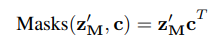 Masks(z′_M, c) = z′_M c^T